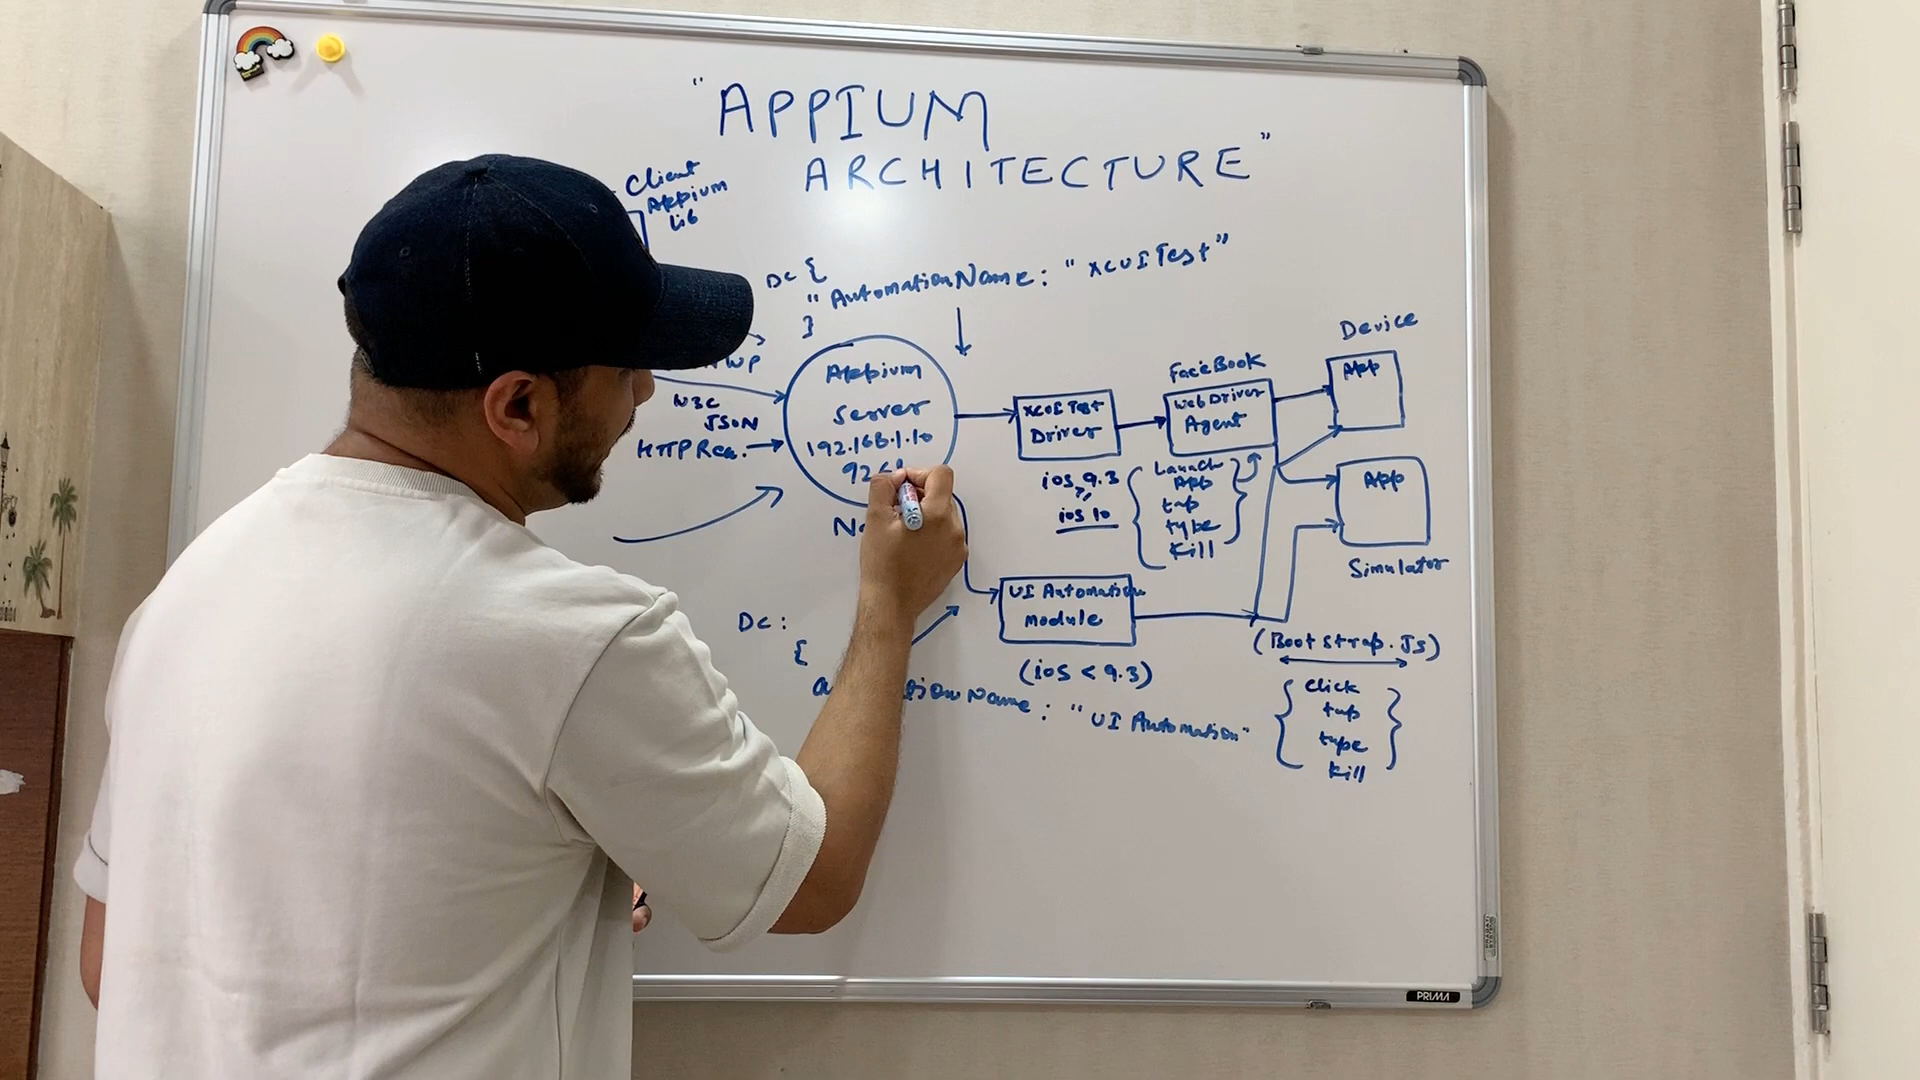 "APPIUM
ARCHITECTURE"
Client
Appium
Lib
DC {
"AutomationName: "XCUITest"
}
W3C
JSON
HTTP Req.
Appium
Server
192.168.1.10
Device
App
XCUITest
Driver
FaceBook
WebDriver
Agent
ios 9.3
ios 10
{ Launch
App
tap
type
Kill }
App
Simulator
UI Automation
Module
(ios < 9.3)
DC :
{
Name : "UI Automation"
(Bootstrap.Js)
{ Click
tap
type
kill }
PRIMA